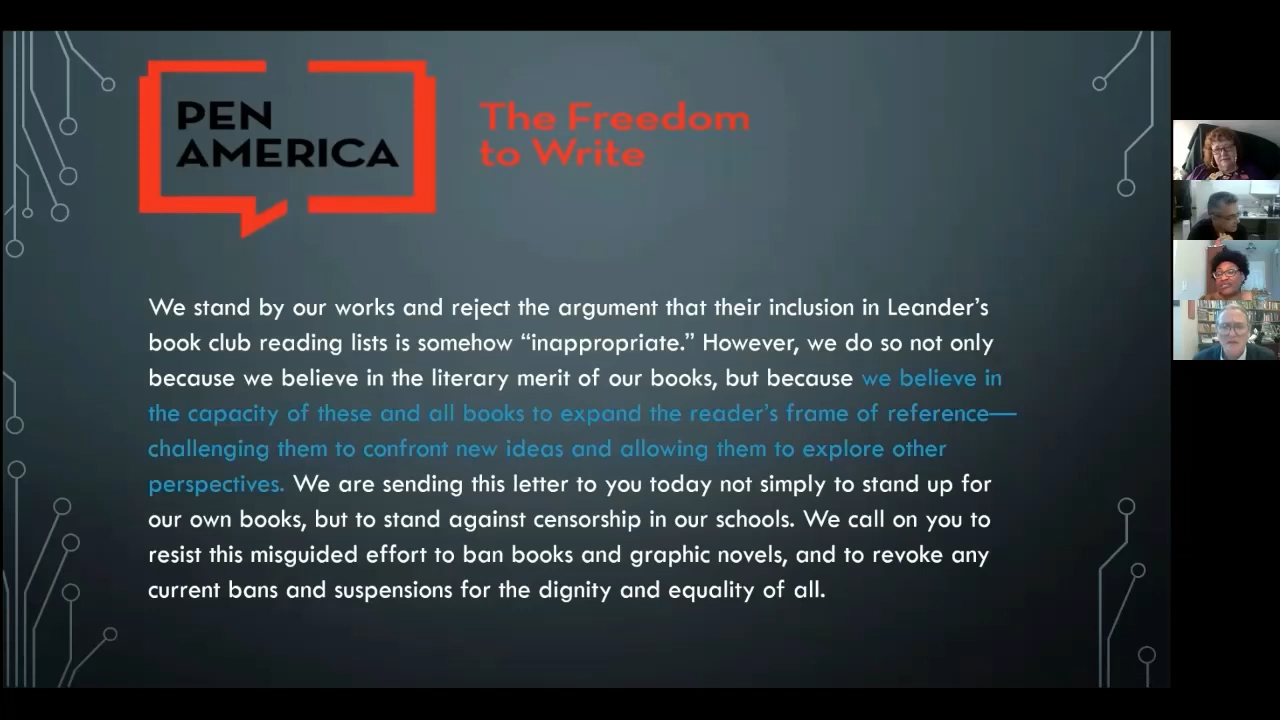 PEN
AMERICA
The Freedom
to Write
We stand by our works and reject the argument that their inclusion in Leander’s
book club reading lists is somehow “inappropriate.” However, we do so not only
because we believe in the literary merit of our books, but because we believe in
the capacity of these and all books to expand the reader’s frame of reference—
challenging them to confront new ideas and allowing them to explore other
perspectives. We are sending this letter to you today not simply to stand up for
our own books, but to stand against censorship in our schools. We call on you to
resist this misguided effort to ban books and graphic novels, and to revoke any
current bans and suspensions for the dignity and equality of all.